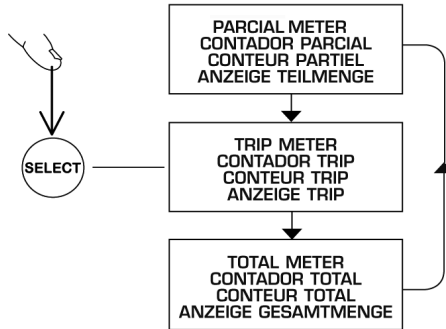 PARCIAL METER
CONTADOR PARCIAL
CONTEUR PARTIEL
ANZEIGE TEILMENGE
SELECT
TRIP METER
CONTADOR TRIP
CONTEUR TRIP
ANZEIGE TRIP
TOTAL METER
CONTADOR TOTAL
CONTEUR TOTAL
ANZEIGE GESAMTMENGE